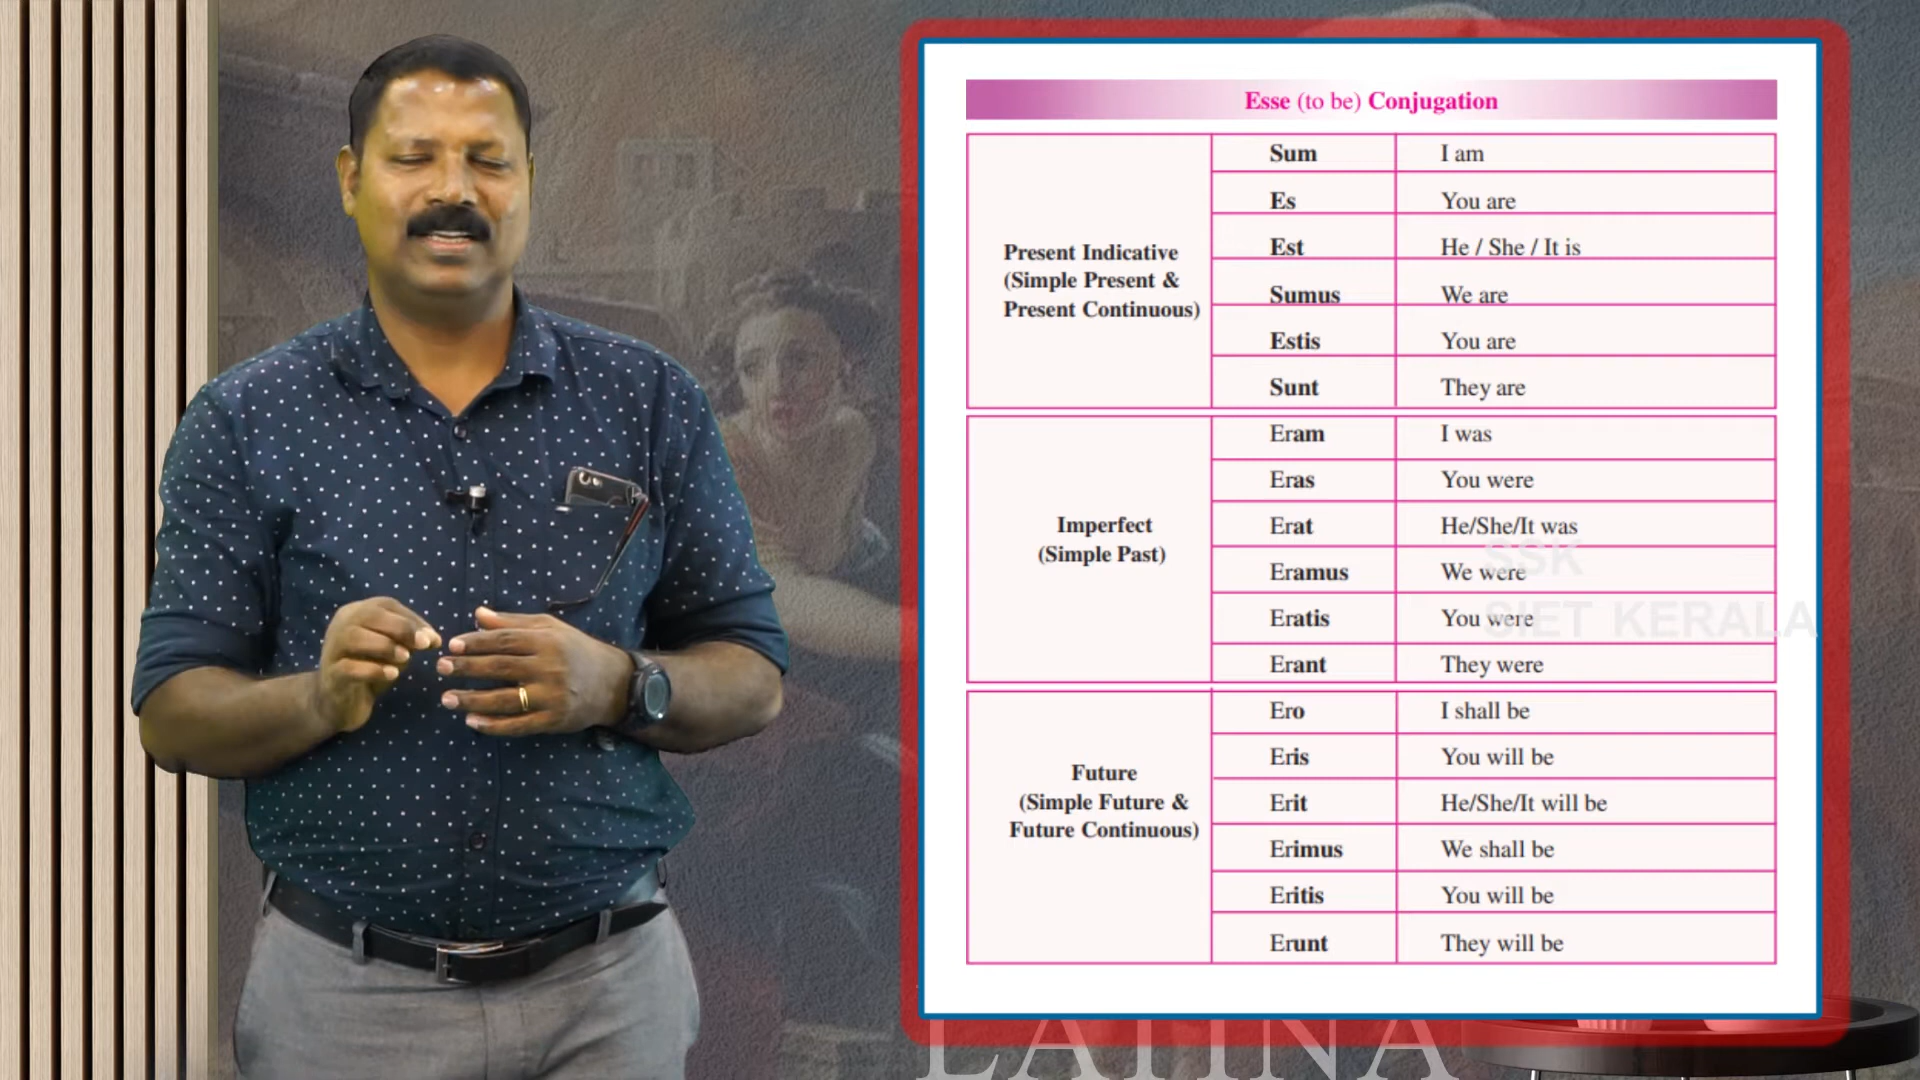 Esse (to be) Conjugation
Present Indicative
(Simple Present &
Present Continuous)
Sum I am
Es You are
Est He / She / It is
Sumus We are
Estis You are
Sunt They are
Imperfect
(Simple Past)
Eram I was
Eras You were
Erat He/She/It was
Eramus We were
Eratis You were
Erant They were
Future
(Simple Future &
Future Continuous)
Ero I shall be
Eris You will be
Erit He/She/It will be
Erimus We shall be
Eritis You will be
Erunt They will be
SSK
SIET KERALA
LATINA